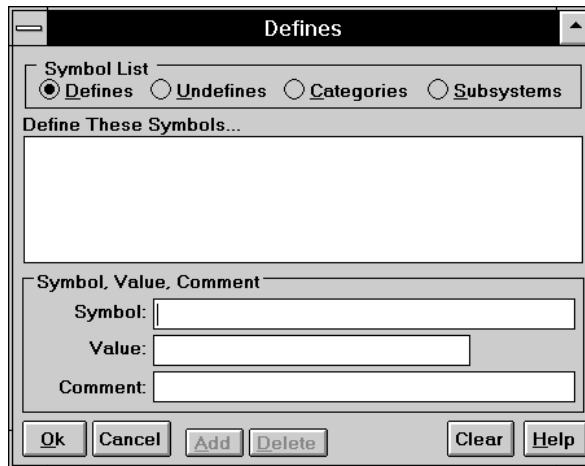 Defines
Symbol List
Defines Undefines Categories Subsystems
Define These Symbols...
Symbol, Value, Comment
Symbol:
Value:
Comment:
Ok Cancel Add Delete Clear Help